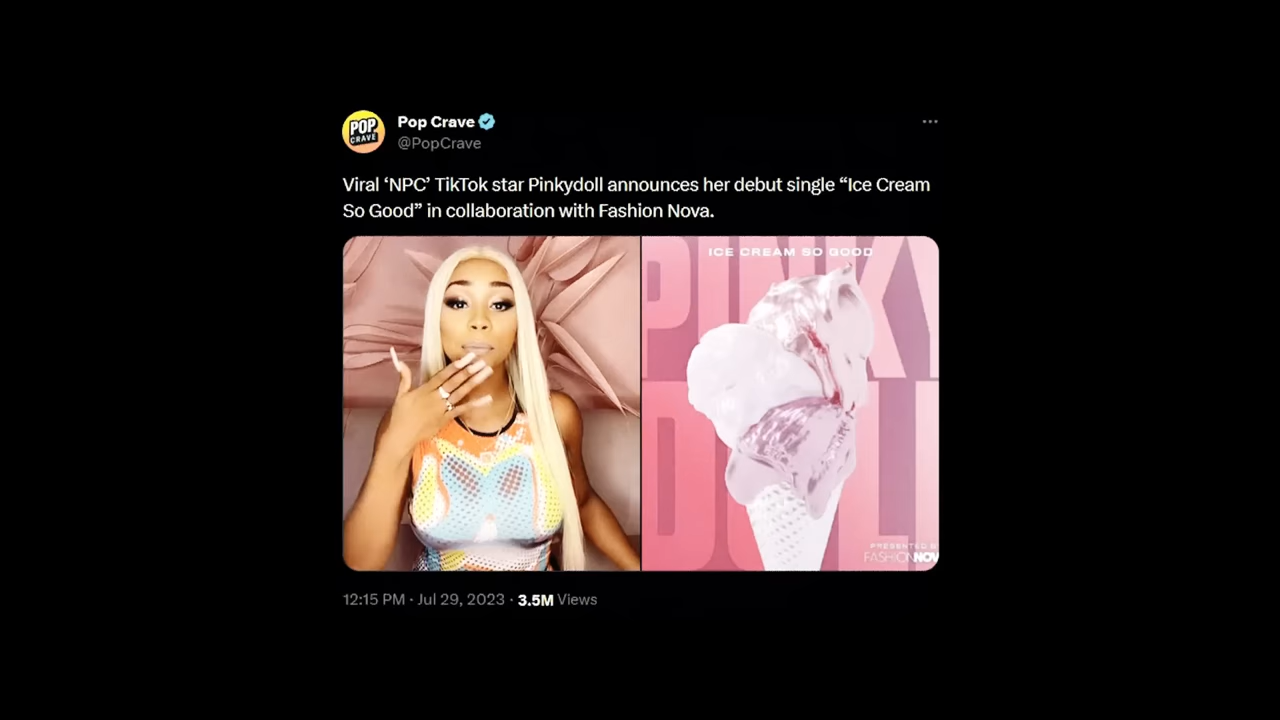 POP
CRAVE
Pop Crave
@PopCrave
Viral ‘NPC’ TikTok star Pinkydoll announces her debut single “Ice Cream
So Good” in collaboration with Fashion Nova.
ICE CREAM SO GOOD
PINKY
DOLL
PRESENTED B
FASHIONNOV
12:15 PM · Jul 29, 2023 · 3.5M Views